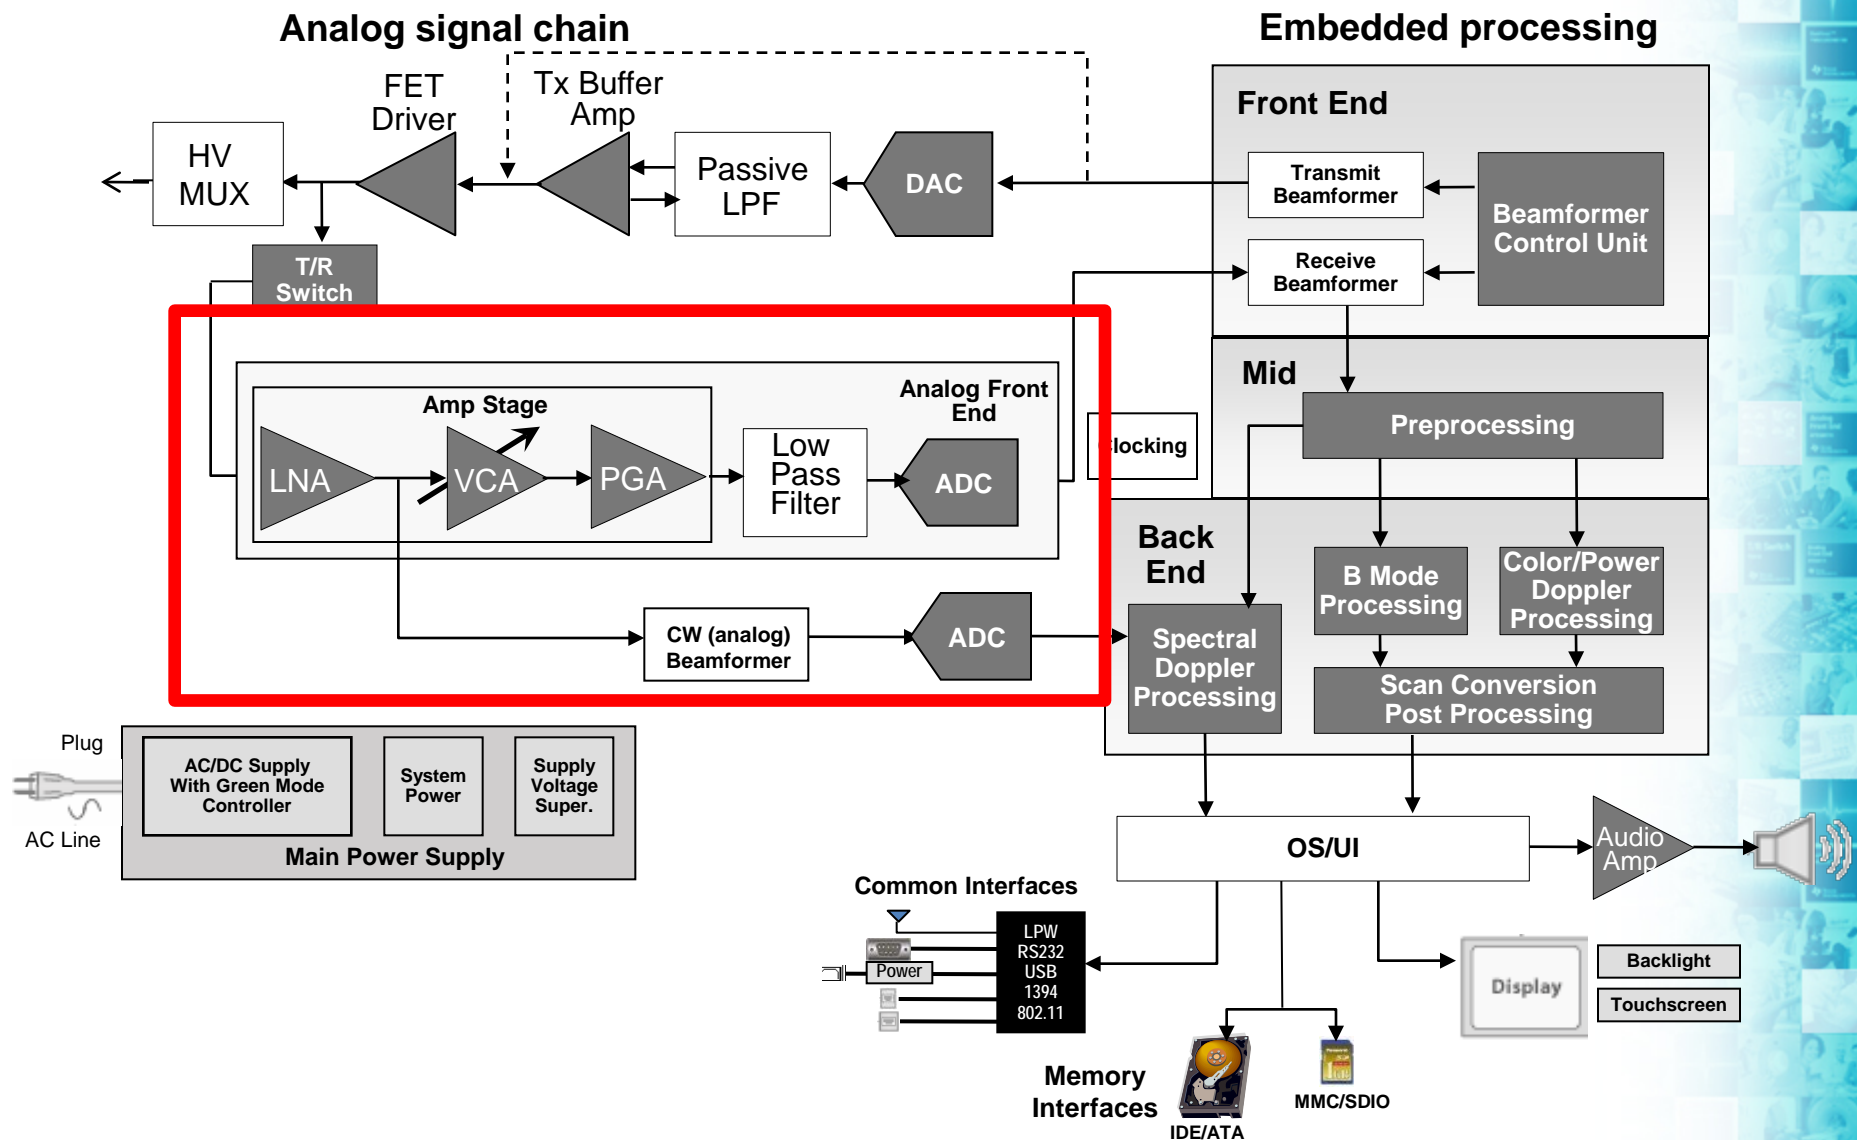 Analog signal chain
Embedded processing
FET
Driver
Tx Buffer
Amp
HV
MUX
Passive
LPF
DAC
Front End
Transmit
Beamformer
Beamformer
Control Unit
Receive
Beamformer
T/R
Switch
Mid
Preprocessing
Analog Front
End
Amp Stage
LNA
VCA
PGA
Low
Pass
Filter
ADC
Clocking
Back
End
B Mode
Processing
Color/Power
Doppler
Processing
CW (analog)
Beamformer
ADC
Spectral
Doppler
Processing
Scan Conversion
Post Processing
Plug
AC Line
AC/DC Supply
With Green Mode
Controller
System
Power
Supply
Voltage
Super.
Main Power Supply
OS/UI
Audio
Amp
Common Interfaces
LPW
RS232
USB
1394
802.11
Power
Display
Backlight
Touchscreen
Memory
Interfaces
IDE/ATA
MMC/SDIO